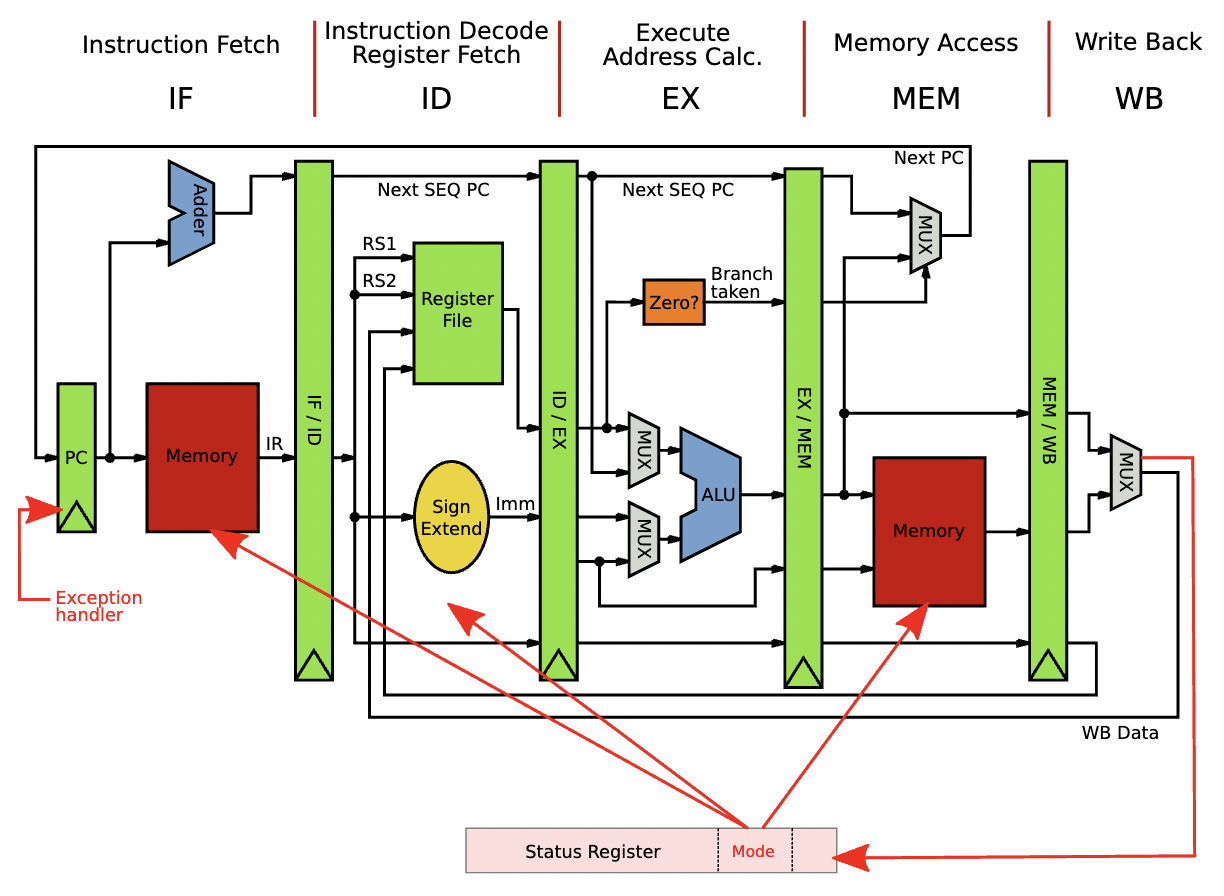 Instruction Fetch
IF
Instruction Decode
Register Fetch
ID
Execute
Address Calc.
EX
Memory Access
MEM
Write Back
WB
Next PC
Adder
Next SEQ PC
Next SEQ PC
MUX
RS1
RS2
Register
File
Zero?
Branch
taken
PC
Memory
IR
IF / ID
ID / EX
EX / MEM
MEM / WB
MUX
ALU
MUX
Sign
Extend
Imm
Memory
MUX
Exception
handler
WB Data
Status Register
Mode